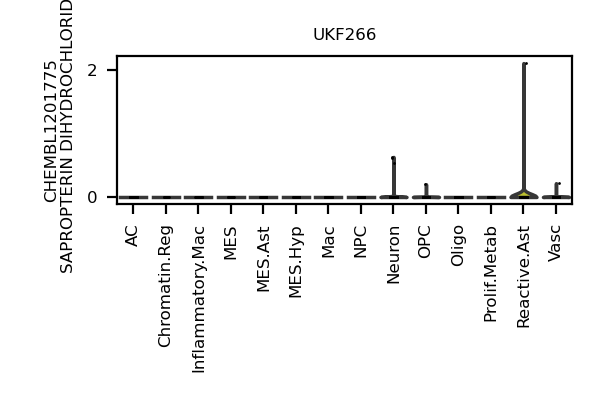 UKF266
CHEMBL1201775
SAPROPTERIN DIHYDROCHLORID
2
0
AC
Chromatin.Reg
Inflammatory.Mac
MES
MES.Ast
MES.Hyp
Mac
NPC
Neuron
OPC
Oligo
Prolif.Metab
Reactive.Ast
Vasc